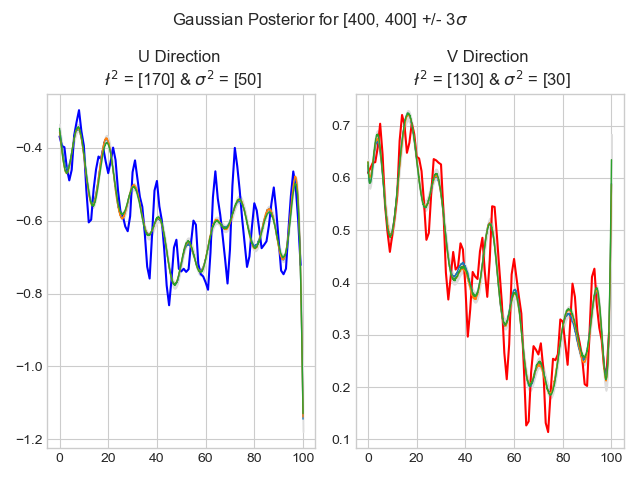 Gaussian Posterior for [400, 400] +/- 3σ
U Direction
ł² = [170] & σ² = [50]
V Direction
ł² = [130] & σ² = [30]
−0.4
−0.6
−0.8
−1.0
−1.2
0 20 40 60 80 100
0.7
0.6
0.5
0.4
0.3
0.2
0.1
0 20 40 60 80 100